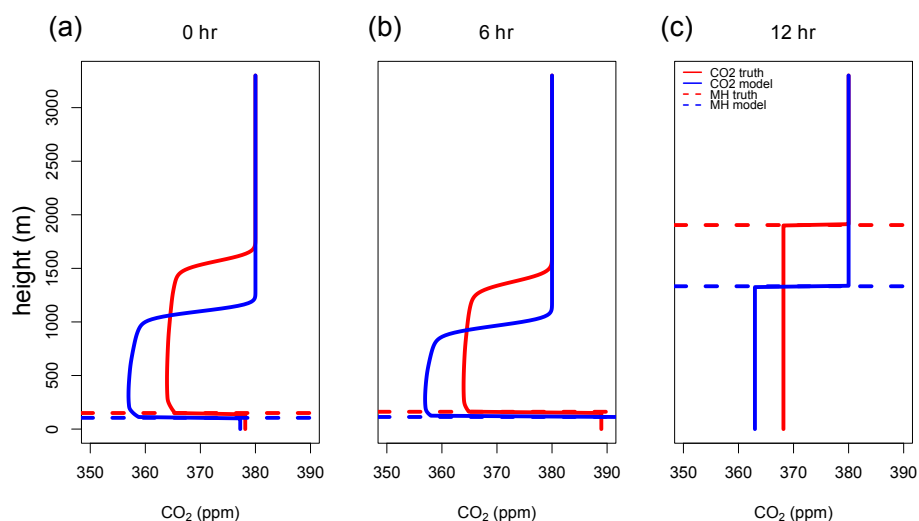 (a) 0 hr
(b) 6 hr
(c) 12 hr
height (m)
0 500 1000 1500 2000 2500 3000
350 360 370 380 390
CO₂ (ppm)
350 360 370 380 390
CO₂ (ppm)
CO2 truth
CO2 model
MH truth
MH model
350 360 370 380 390
CO₂ (ppm)